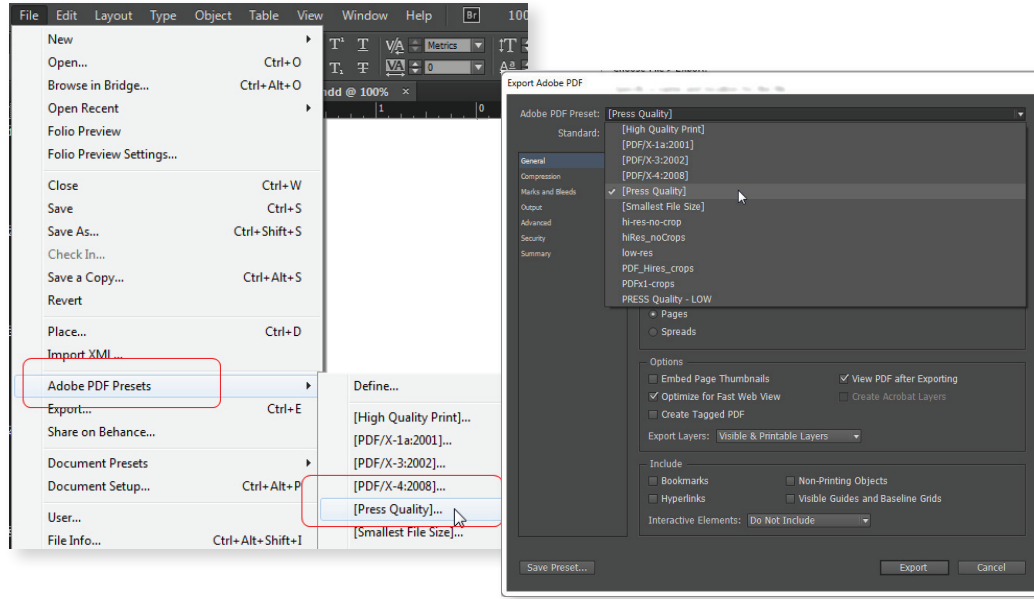 File Edit Layout Type Object Table View Window Help Br 100
New
Open... Ctrl+O
Browse in Bridge... Ctrl+Alt+O
Open Recent
Folio Preview
Folio Preview Settings...
Close Ctrl+W
Save Ctrl+S
Save As... Ctrl+Shift+S
Check In...
Save a Copy... Ctrl+Alt+S
Revert
Place... Ctrl+D
Import XML...
Adobe PDF Presets
Export... Ctrl+E
Share on Behance...
Document Presets
Document Setup... Ctrl+Alt+P
User...
File Info... Ctrl+Alt+Shift+I
Metrics
0
ndd @ 100% ×
1 0
Define...
[High Quality Print]...
[PDF/X-1a:2001]...
[PDF/X-3:2002]...
[PDF/X-4:2008]...
[Press Quality]...
[Smallest File Size]...
Export Adobe PDF
Adobe PDF Preset: [Press Quality]
Standard:
[High Quality Print]
[PDF/X-1a:2001]
[PDF/X-3:2002]
[PDF/X-4:2008]
[Press Quality]
[Smallest File Size]
hi-res-no-crop
hiRes_noCrops
low-res
PDF_Hires_crops
PDFx1-crops
PRESS Quality - LOW
General
Compression
Marks and Bleeds
Output
Advanced
Security
Summary
Pages
Spreads
Options
Embed Page Thumbnails View PDF after Exporting
Optimize for Fast Web View Create Acrobat Layers
Create Tagged PDF
Export Layers: Visible & Printable Layers
Include
Bookmarks Non-Printing Objects
Hyperlinks Visible Guides and Baseline Grids
Interactive Elements: Do Not Include
Save Preset... Export Cancel